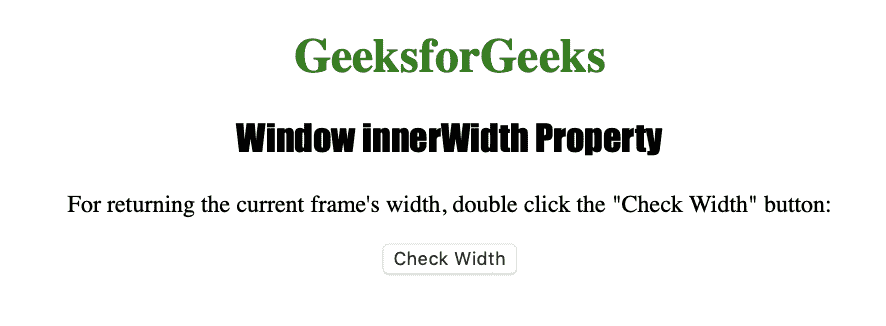 GeeksforGeeks
Window innerWidth Property
For returning the current frame's width, double click the "Check Width" button:
Check Width